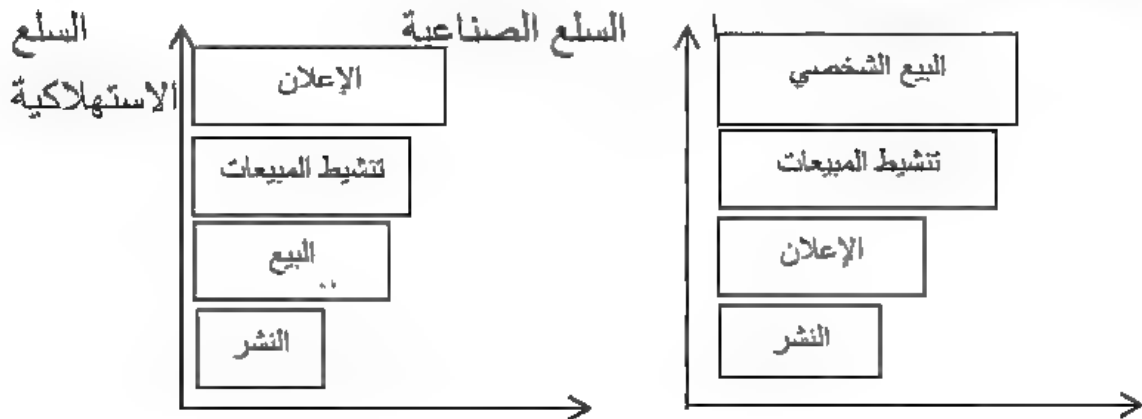 السلع الصناعية
السلع
الاستهلاكية
البيع الشخصي
تنشيط المبيعات
الإعلان
النشر
الإعلان
تنشيط المبيعات
البيع
النشر